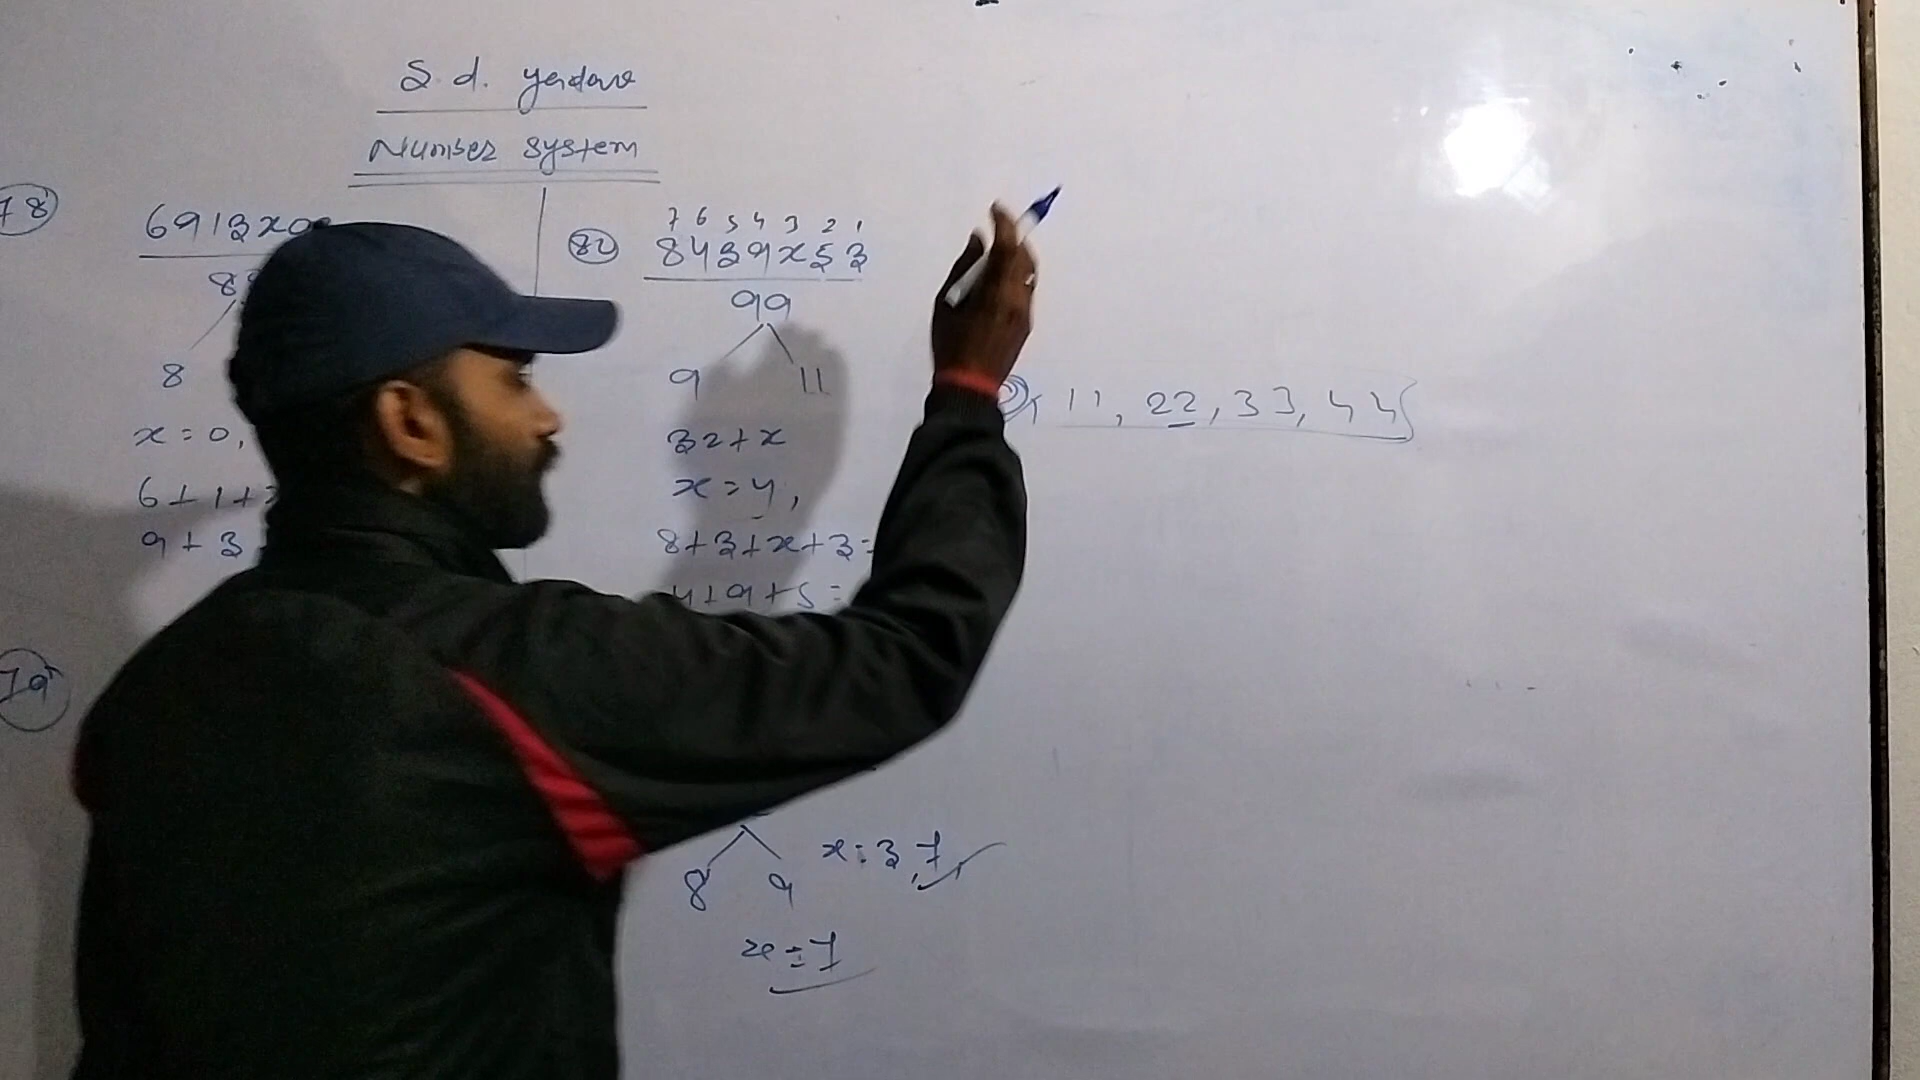 S. d. yadav
Number system
78
6913x0
8
8
x = 0,
6 + 1 +
9 + 3
79
82
7 6 5 4 3 2 1
8439x53
99
9 11
32 + x
x = 4,
8 + 3 + x + 3 =
4 + 9 + 5 =
8 9
x = 3, 7
x = 7
, 11, 22, 33, 44